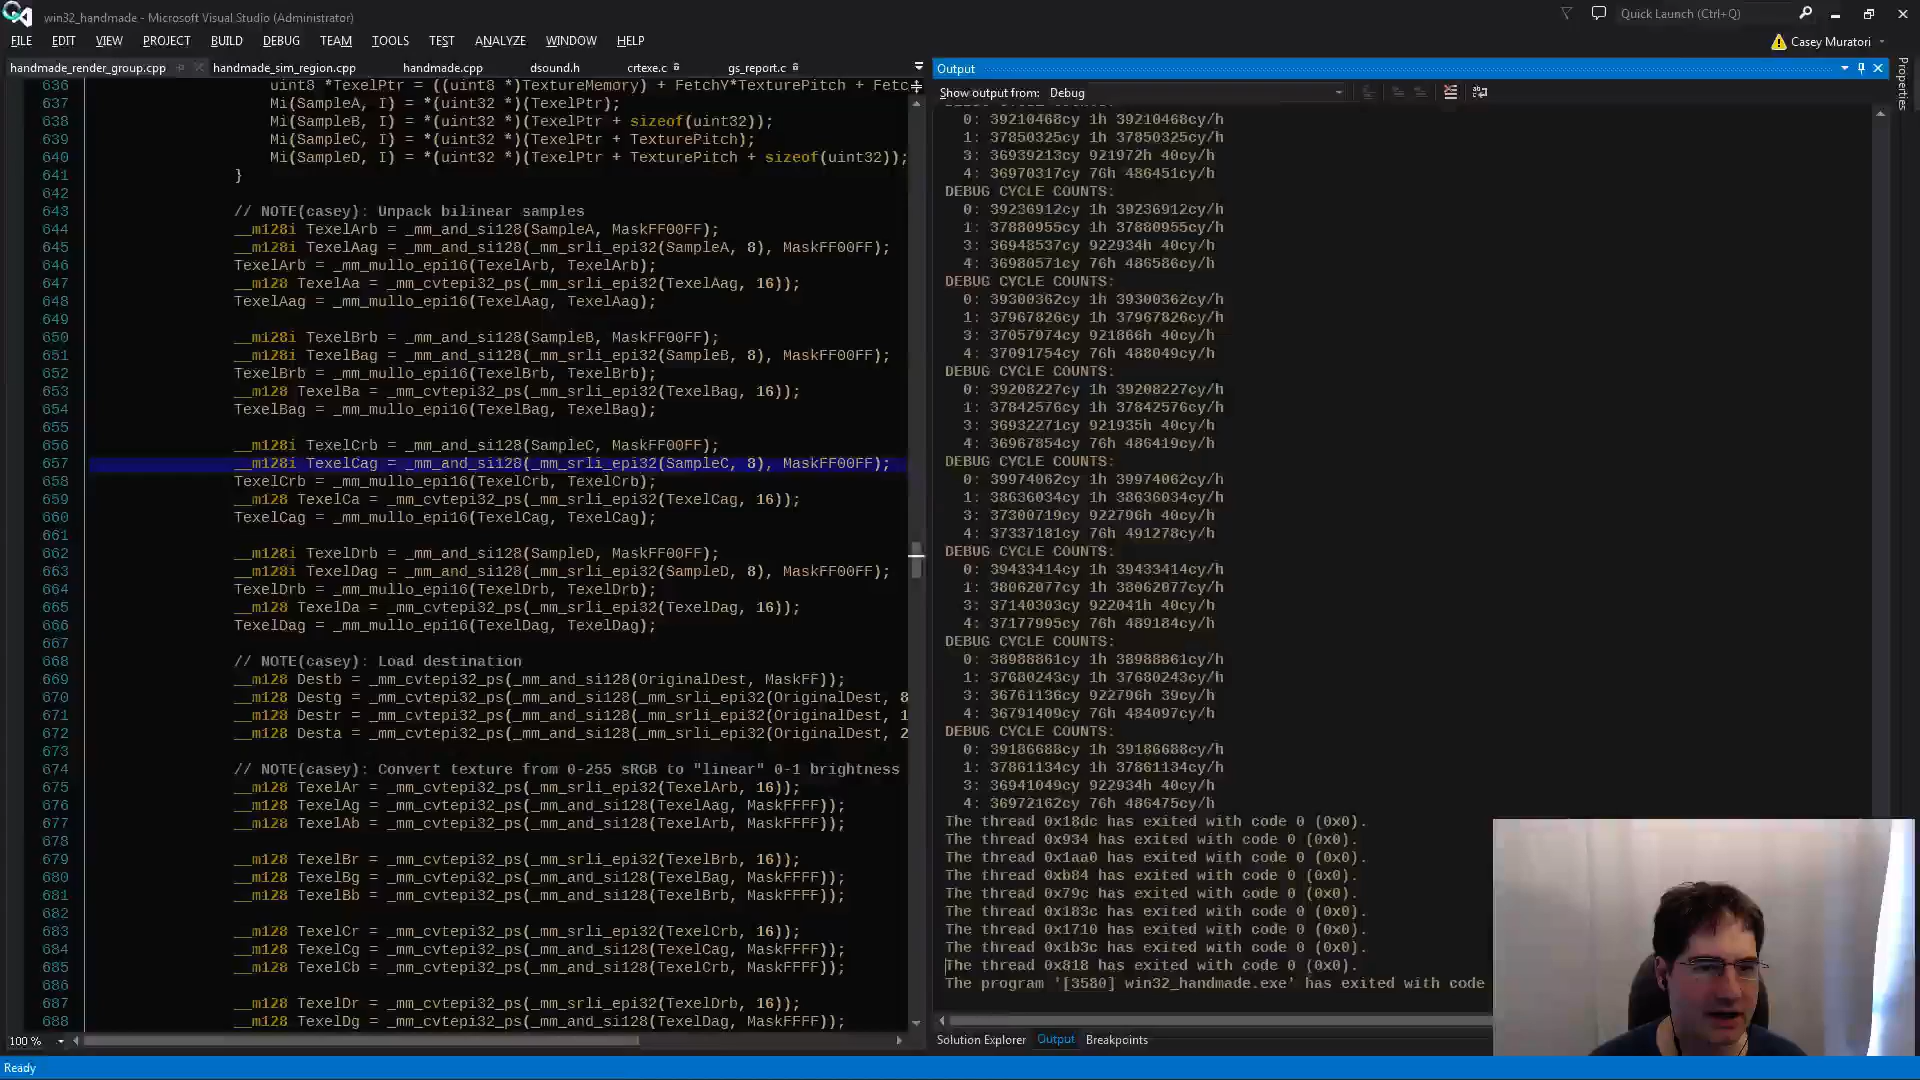 win32_handmade - Microsoft Visual Studio (Administrator)
Quick Launch (Ctrl+Q)
FILE EDIT VIEW PROJECT BUILD DEBUG TEAM TOOLS TEST ANALYZE WINDOW HELP
Casey Muratori
handmade_render_group.cpp handmade_sim_region.cpp handmade.cpp dsound.h crtexe.c gs_report.c
636 uint8 *TexelPtr = ((uint8 *)TextureMemory) + FetchY*TexturePitch + Fetc
637 Mi(SampleA, I) = *(uint32 *)(TexelPtr);
638 Mi(SampleB, I) = *(uint32 *)(TexelPtr + sizeof(uint32));
639 Mi(SampleC, I) = *(uint32 *)(TexelPtr + TexturePitch);
640 Mi(SampleD, I) = *(uint32 *)(TexelPtr + TexturePitch + sizeof(uint32));
641 }
642
643 // NOTE(casey): Unpack bilinear samples
644 __m128i TexelArb = _mm_and_si128(SampleA, MaskFF00FF);
645 __m128i TexelAag = _mm_and_si128(_mm_srli_epi32(SampleA, 8), MaskFF00FF);
646 TexelArb = _mm_mullo_epi16(TexelArb, TexelArb);
647 __m128 TexelAa = _mm_cvtepi32_ps(_mm_srli_epi32(TexelAag, 16));
648 TexelAag = _mm_mullo_epi16(TexelAag, TexelAag);
649
650 __m128i TexelBrb = _mm_and_si128(SampleB, MaskFF00FF);
651 __m128i TexelBag = _mm_and_si128(_mm_srli_epi32(SampleB, 8), MaskFF00FF);
652 TexelBrb = _mm_mullo_epi16(TexelBrb, TexelBrb);
653 __m128 TexelBa = _mm_cvtepi32_ps(_mm_srli_epi32(TexelBag, 16));
654 TexelBag = _mm_mullo_epi16(TexelBag, TexelBag);
655
656 __m128i TexelCrb = _mm_and_si128(SampleC, MaskFF00FF);
657 __m128i TexelCag = _mm_and_si128(_mm_srli_epi32(SampleC, 8), MaskFF00FF);
658 TexelCrb = _mm_mullo_epi16(TexelCrb, TexelCrb);
659 __m128 TexelCa = _mm_cvtepi32_ps(_mm_srli_epi32(TexelCag, 16));
660 TexelCag = _mm_mullo_epi16(TexelCag, TexelCag);
661
662 __m128i TexelDrb = _mm_and_si128(SampleD, MaskFF00FF);
663 __m128i TexelDag = _mm_and_si128(_mm_srli_epi32(SampleD, 8), MaskFF00FF);
664 TexelDrb = _mm_mullo_epi16(TexelDrb, TexelDrb);
665 __m128 TexelDa = _mm_cvtepi32_ps(_mm_srli_epi32(TexelDag, 16));
666 TexelDag = _mm_mullo_epi16(TexelDag, TexelDag);
667
668 // NOTE(casey): Load destination
669 __m128 Destb = _mm_cvtepi32_ps(_mm_and_si128(OriginalDest, MaskFF));
670 __m128 Destg = _mm_cvtepi32_ps(_mm_and_si128(_mm_srli_epi32(OriginalDest, 8
671 __m128 Destr = _mm_cvtepi32_ps(_mm_and_si128(_mm_srli_epi32(OriginalDest, 1
672 __m128 Desta = _mm_cvtepi32_ps(_mm_and_si128(_mm_srli_epi32(OriginalDest, 2
673
674 // NOTE(casey): Convert texture from 0-255 sRGB to "linear" 0-1 brightness
675 __m128 TexelAr = _mm_cvtepi32_ps(_mm_srli_epi32(TexelArb, 16));
676 __m128 TexelAg = _mm_cvtepi32_ps(_mm_and_si128(TexelAag, MaskFFFF));
677 __m128 TexelAb = _mm_cvtepi32_ps(_mm_and_si128(TexelArb, MaskFFFF));
678
679 __m128 TexelBr = _mm_cvtepi32_ps(_mm_srli_epi32(TexelBrb, 16));
680 __m128 TexelBg = _mm_cvtepi32_ps(_mm_and_si128(TexelBag, MaskFFFF));
681 __m128 TexelBb = _mm_cvtepi32_ps(_mm_and_si128(TexelBrb, MaskFFFF));
682
683 __m128 TexelCr = _mm_cvtepi32_ps(_mm_srli_epi32(TexelCrb, 16));
684 __m128 TexelCg = _mm_cvtepi32_ps(_mm_and_si128(TexelCag, MaskFFFF));
685 __m128 TexelCb = _mm_cvtepi32_ps(_mm_and_si128(TexelCrb, MaskFFFF));
686
687 __m128 TexelDr = _mm_cvtepi32_ps(_mm_srli_epi32(TexelDrb, 16));
688 __m128 TexelDg = _mm_cvtepi32_ps(_mm_and_si128(TexelDag, MaskFFFF));
100 %
Output
Show output from: Debug
0: 39210468cy 1h 39210468cy/h
1: 37850325cy 1h 37850325cy/h
3: 36939213cy 921972h 40cy/h
4: 36970317cy 76h 486451cy/h
DEBUG CYCLE COUNTS:
0: 39236912cy 1h 39236912cy/h
1: 37880955cy 1h 37880955cy/h
3: 36948537cy 922934h 40cy/h
4: 36980571cy 76h 486586cy/h
DEBUG CYCLE COUNTS:
0: 39300362cy 1h 39300362cy/h
1: 37967826cy 1h 37967826cy/h
3: 37057974cy 921866h 40cy/h
4: 37091754cy 76h 488049cy/h
DEBUG CYCLE COUNTS:
0: 39208227cy 1h 39208227cy/h
1: 37842576cy 1h 37842576cy/h
3: 36932271cy 921935h 40cy/h
4: 36967854cy 76h 486419cy/h
DEBUG CYCLE COUNTS:
0: 39974062cy 1h 39974062cy/h
1: 38636034cy 1h 38636034cy/h
3: 37300719cy 922796h 40cy/h
4: 37337181cy 76h 491278cy/h
DEBUG CYCLE COUNTS:
0: 39433414cy 1h 39433414cy/h
1: 38062077cy 1h 38062077cy/h
3: 37140303cy 922041h 40cy/h
4: 37177995cy 76h 489184cy/h
DEBUG CYCLE COUNTS:
0: 38988861cy 1h 38988861cy/h
1: 37680243cy 1h 37680243cy/h
3: 36761136cy 922796h 39cy/h
4: 36791409cy 76h 484097cy/h
DEBUG CYCLE COUNTS:
0: 39186688cy 1h 39186688cy/h
1: 37861134cy 1h 37861134cy/h
3: 36941049cy 922934h 40cy/h
4: 36972162cy 76h 486475cy/h
The thread 0x18dc has exited with code 0 (0x0).
The thread 0x934 has exited with code 0 (0x0).
The thread 0x1aa0 has exited with code 0 (0x0).
The thread 0xb84 has exited with code 0 (0x0).
The thread 0x79c has exited with code 0 (0x0).
The thread 0x183c has exited with code 0 (0x0).
The thread 0x1710 has exited with code 0 (0x0).
The thread 0x1b3c has exited with code 0 (0x0).
The thread 0x818 has exited with code 0 (0x0).
The program '[3580] win32_handmade.exe' has exited with code
Solution Explorer Output Breakpoints
Properties
Ready